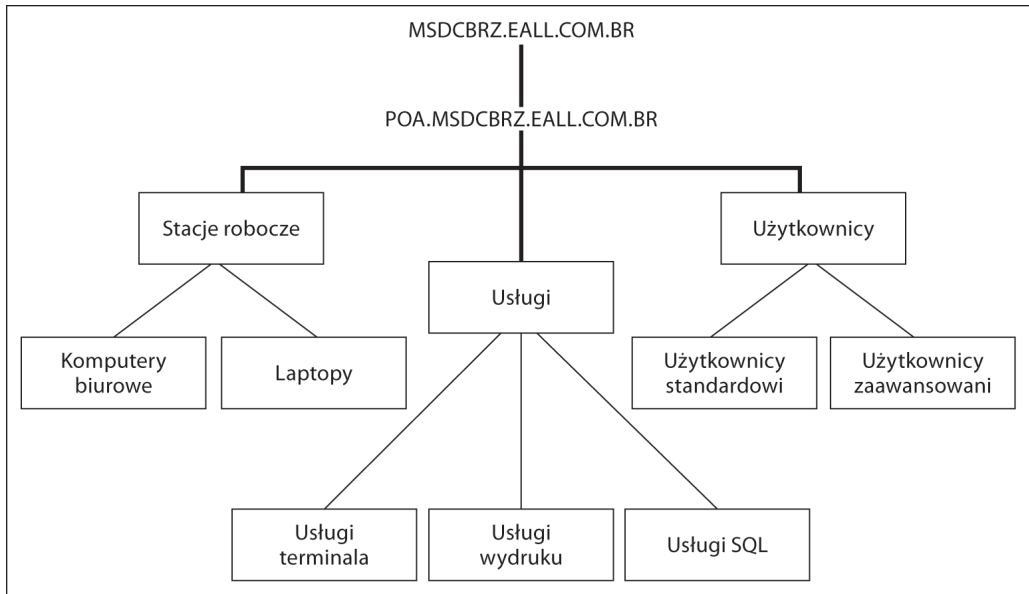 MSDCBRZ.EALL.COM.BR
POA.MSDCBRZ.EALL.COM.BR
Stacje robocze
Użytkownicy
Usługi
Komputery
biurowe
Laptopy
Użytkownicy
standardowi
Użytkownicy
zaawansowani
Usługi
terminala
Usługi
wydruku
Usługi SQL